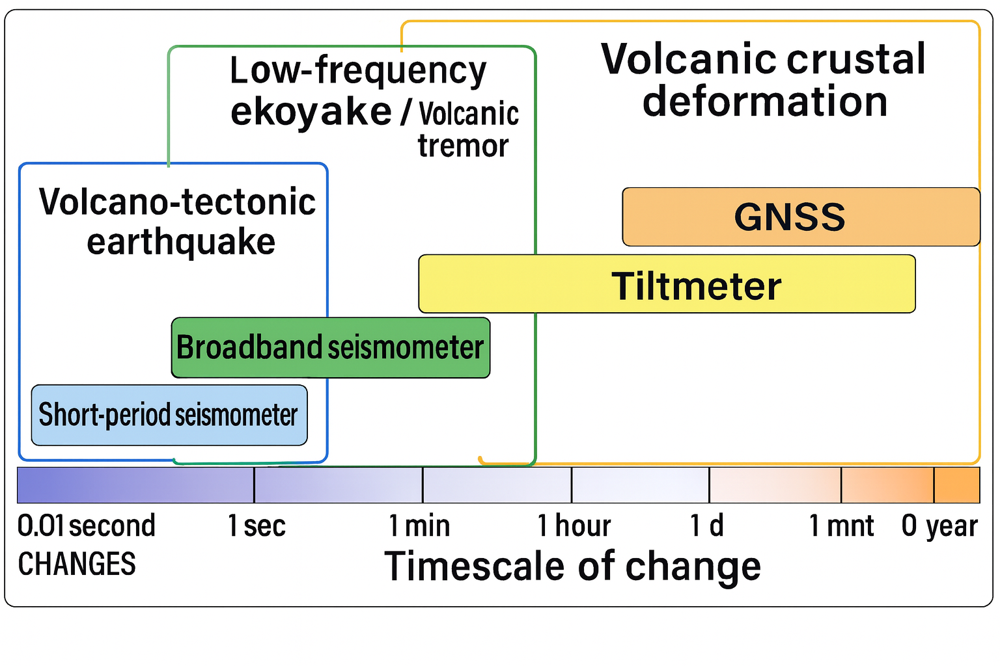 Low-frequency
ekoyake / Volcanic
tremor
Volcanic crustal
deformation
Volcano-tectonic
earthquake
GNSS
Tiltmeter
Broadband seismometer
Short-period seismometer
0.01 second 1 sec 1 min 1 hour 1 d 1 mnt 0 year
CHANGES
Timescale of change